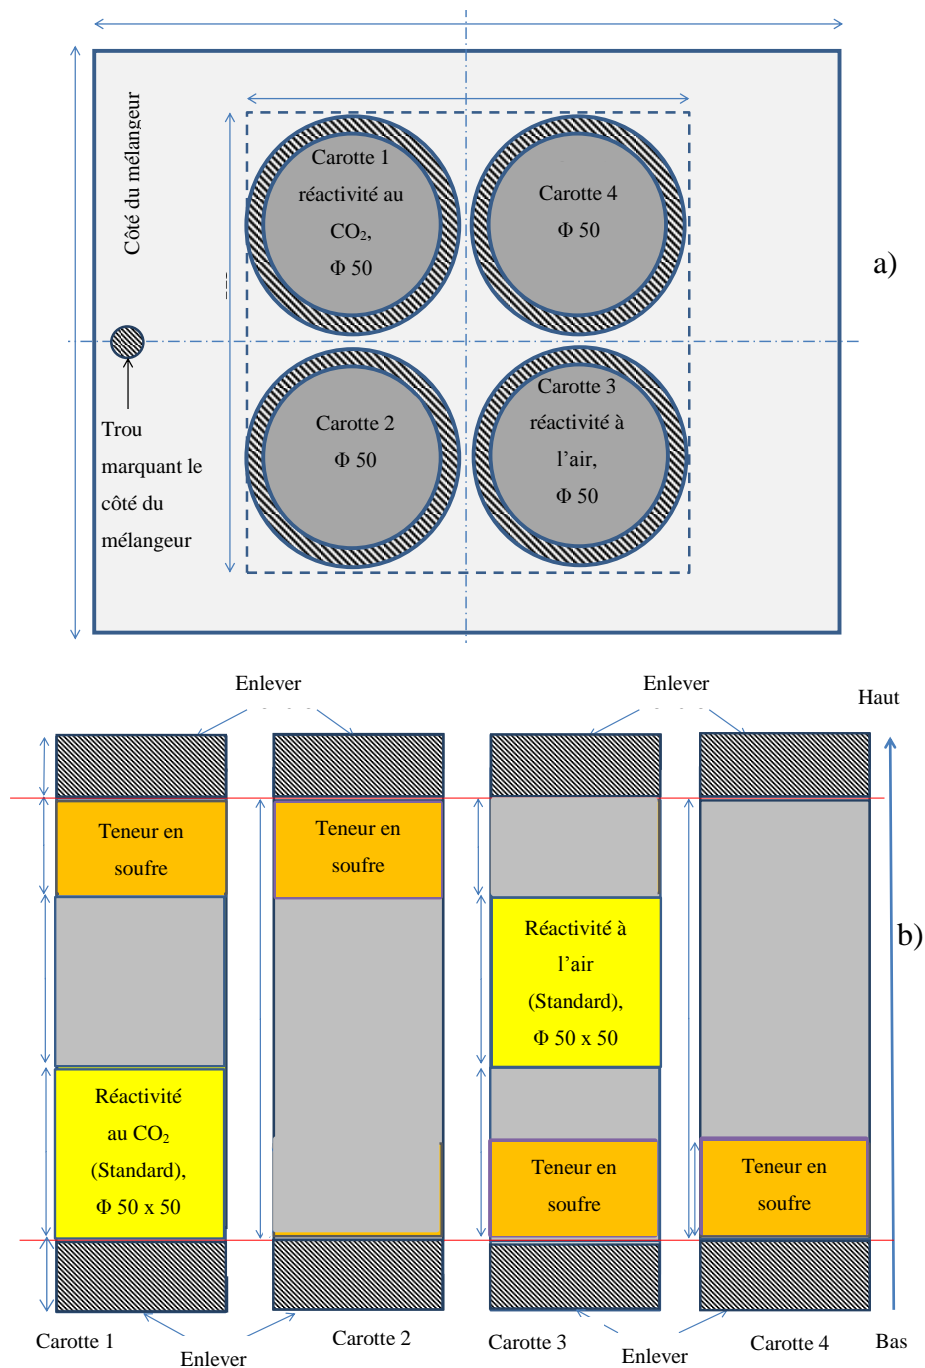 Côté du mélangeur
Carotte 1
réactivité au
CO₂,
Φ 50
Carotte 4
Φ 50
a)
Trou
marquant le
côté du
mélangeur
Carotte 2
Φ 50
Carotte 3
réactivité à
l’air,
Φ 50
Enlever
Enlever
Haut
Teneur en
soufre
Teneur en
soufre
Réactivité à
l’air
(Standard),
Φ 50 x 50
b)
Réactivité
au CO₂
(Standard),
Φ 50 x 50
Teneur en
soufre
Teneur en
soufre
Carotte 1
Enlever
Carotte 2
Carotte 3
Enlever
Carotte 4
Bas